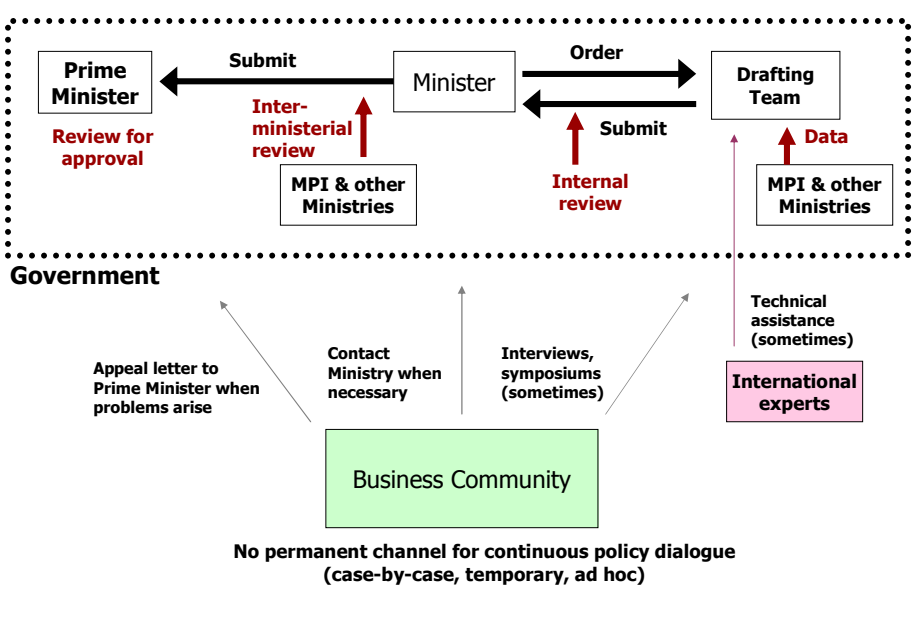 Prime
Minister
Submit
Minister
Order
Drafting
Team
Submit
Review for
approval
Inter-
ministerial
review
Internal
review
Data
MPI & other
Ministries
MPI & other
Ministries
Government
Appeal letter to
Prime Minister when
problems arise
Contact
Ministry when
necessary
Interviews,
symposiums
(sometimes)
Technical
assistance
(sometimes)
International
experts
Business Community
No permanent channel for continuous policy dialogue
(case-by-case, temporary, ad hoc)